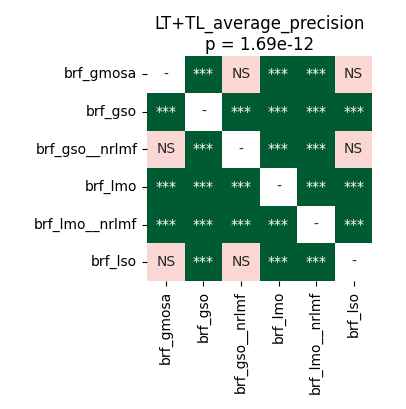 LT+TL_average_precision
p = 1.69e-12
brf_gmosa - *** NS *** *** NS
brf_gso *** - *** *** *** ***
brf_gso__nrlmf NS *** - *** *** NS
brf_lmo *** *** *** - *** ***
brf_lmo__nrlmf *** *** *** *** - ***
brf_lso NS *** NS *** *** -
brf_gmosa
brf_gso
brf_gso__nrlmf
brf_lmo
brf_lmo__nrlmf
brf_lso